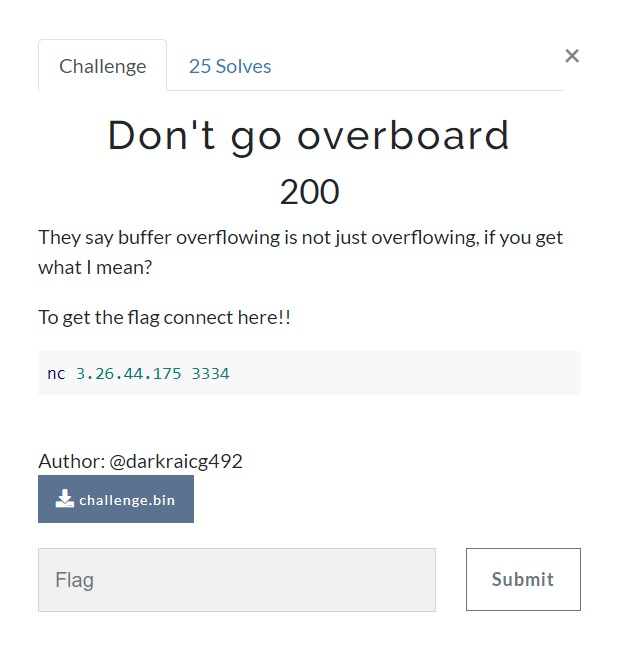 Challenge
25 Solves
×
Don't go overboard
200
They say buffer overflowing is not just overflowing, if you get
what I mean?
To get the flag connect here!!
nc 3.26.44.175 3334
Author: @darkraicg492
challenge.bin
Flag
Submit